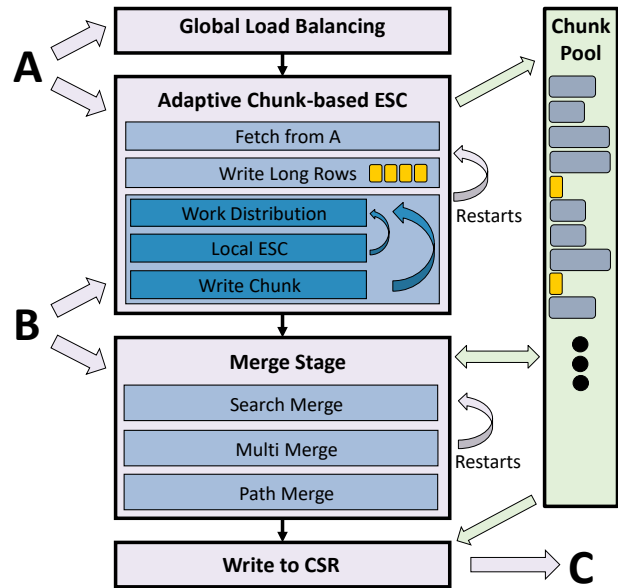 Global Load Balancing
A
Adaptive Chunk-based ESC
Fetch from A
Write Long Rows
Restarts
Work Distribution
Local ESC
Write Chunk
B
Merge Stage
Search Merge
Multi Merge
Restarts
Path Merge
Write to CSR
C
Chunk
Pool